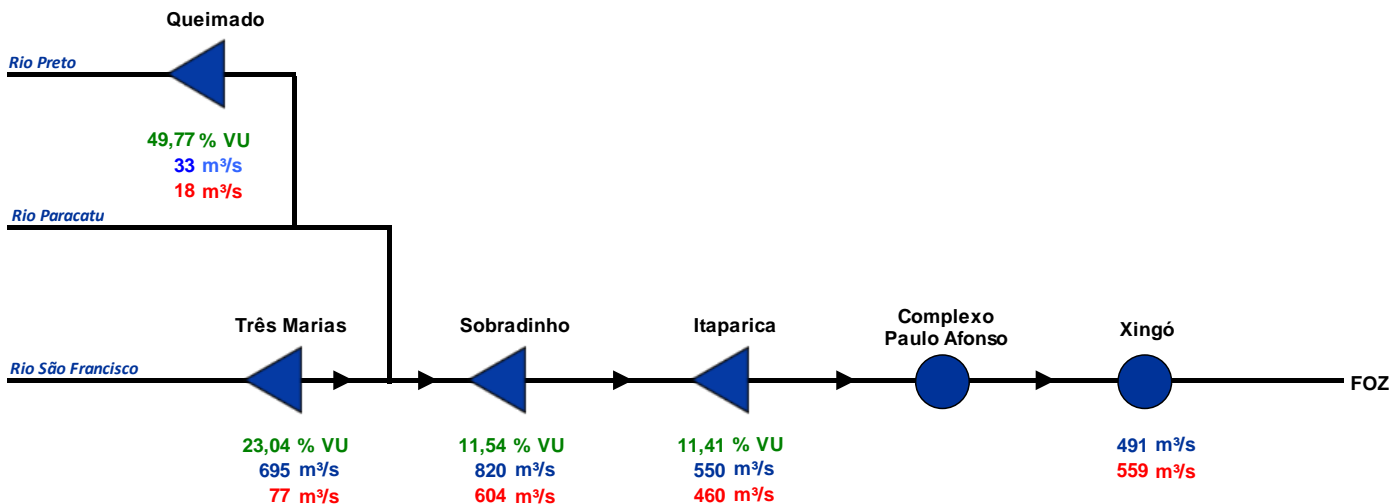 Queimado
Rio Preto
49,77 % VU
33 m³/s
18 m³/s
Rio Paracatu
Três Marias
Sobradinho
Itaparica
Complexo
Paulo Afonso
Xingó
Rio São Francisco
FOZ
23,04 % VU
695 m³/s
77 m³/s
11,54 % VU
820 m³/s
604 m³/s
11,41 % VU
550 m³/s
460 m³/s
491 m³/s
559 m³/s